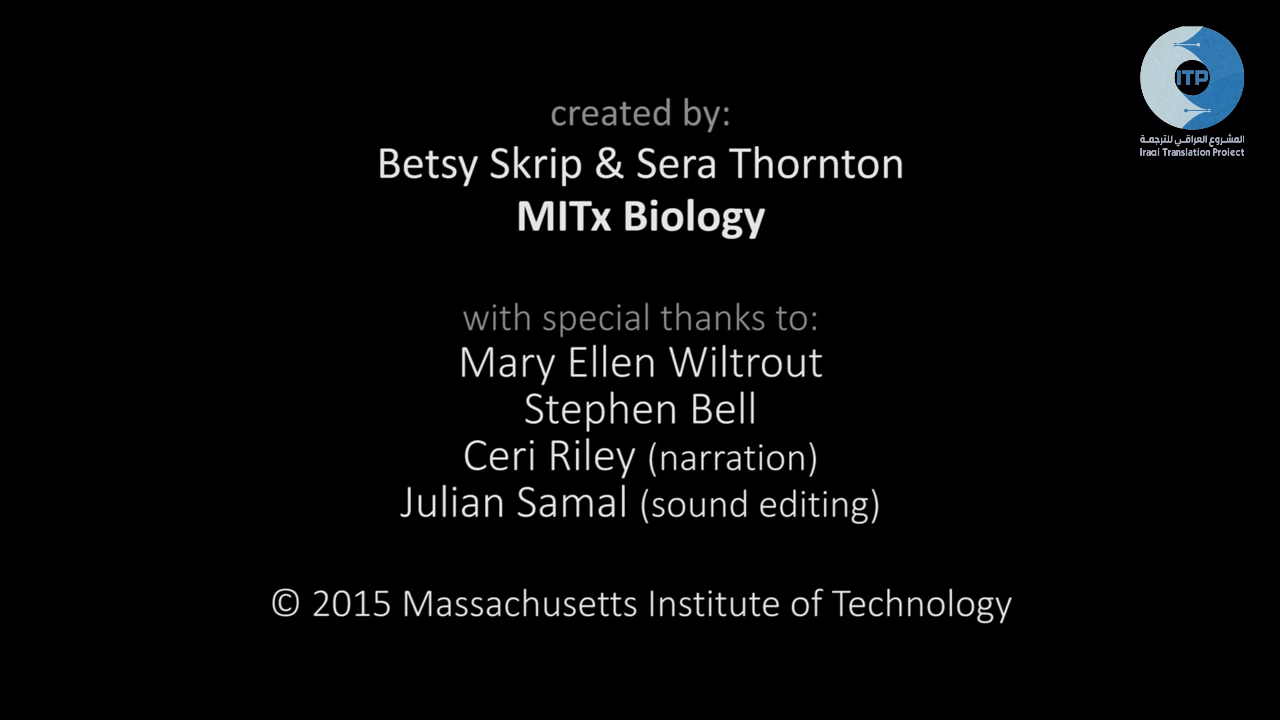 created by:
Betsy Skrip & Sera Thornton
MITx Biology
with special thanks to:
Mary Ellen Wiltrout
Stephen Bell
Ceri Riley (narration)
Julian Samal (sound editing)
© 2015 Massachusetts Institute of Technology
ITP
المشروع العراقي للترجمة
Iraqi Translation Project